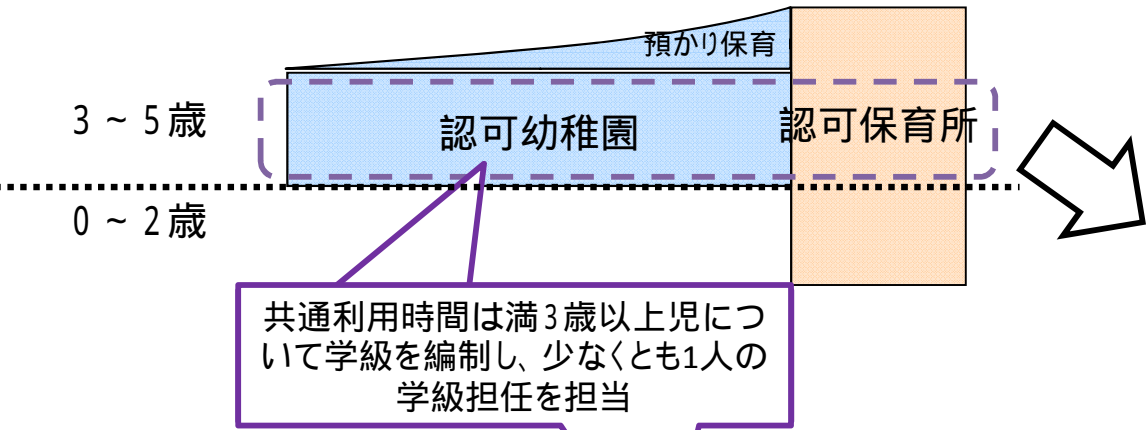 預かり保育
3~5歳
認可幼稚園
認可保育所
0~2歳
共通利用時間は満3歳以上児につ
いて学級を編制し、少なくとも1人の
学級担任を担当